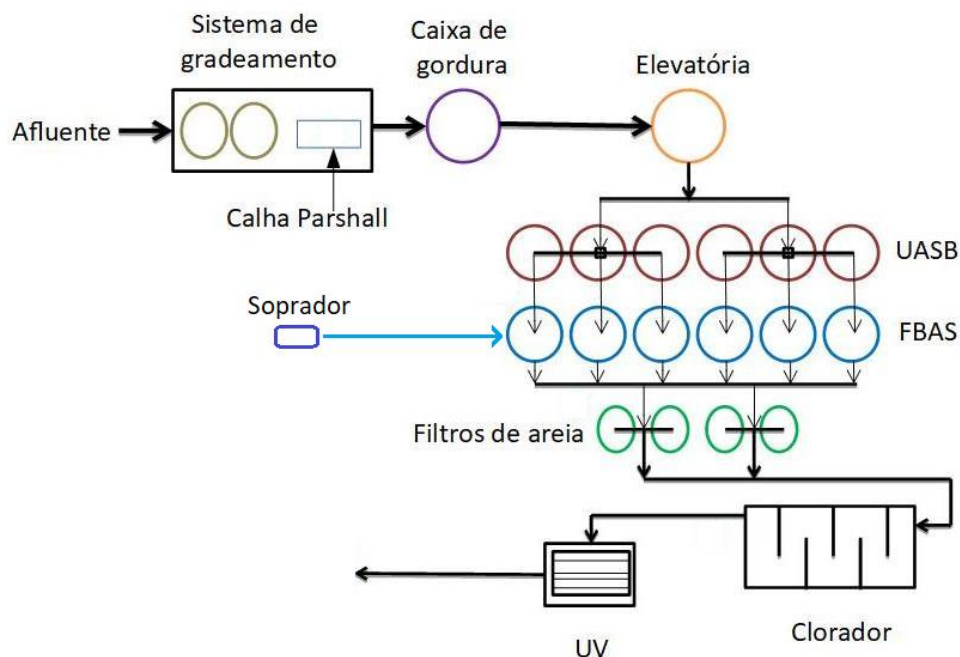 Sistema de
gradeamento
Caixa de
gordura
Elevatória
Afluente
Calha Parshall
UASB
Soprador
FBAS
Filtros de areia
Clorador
UV